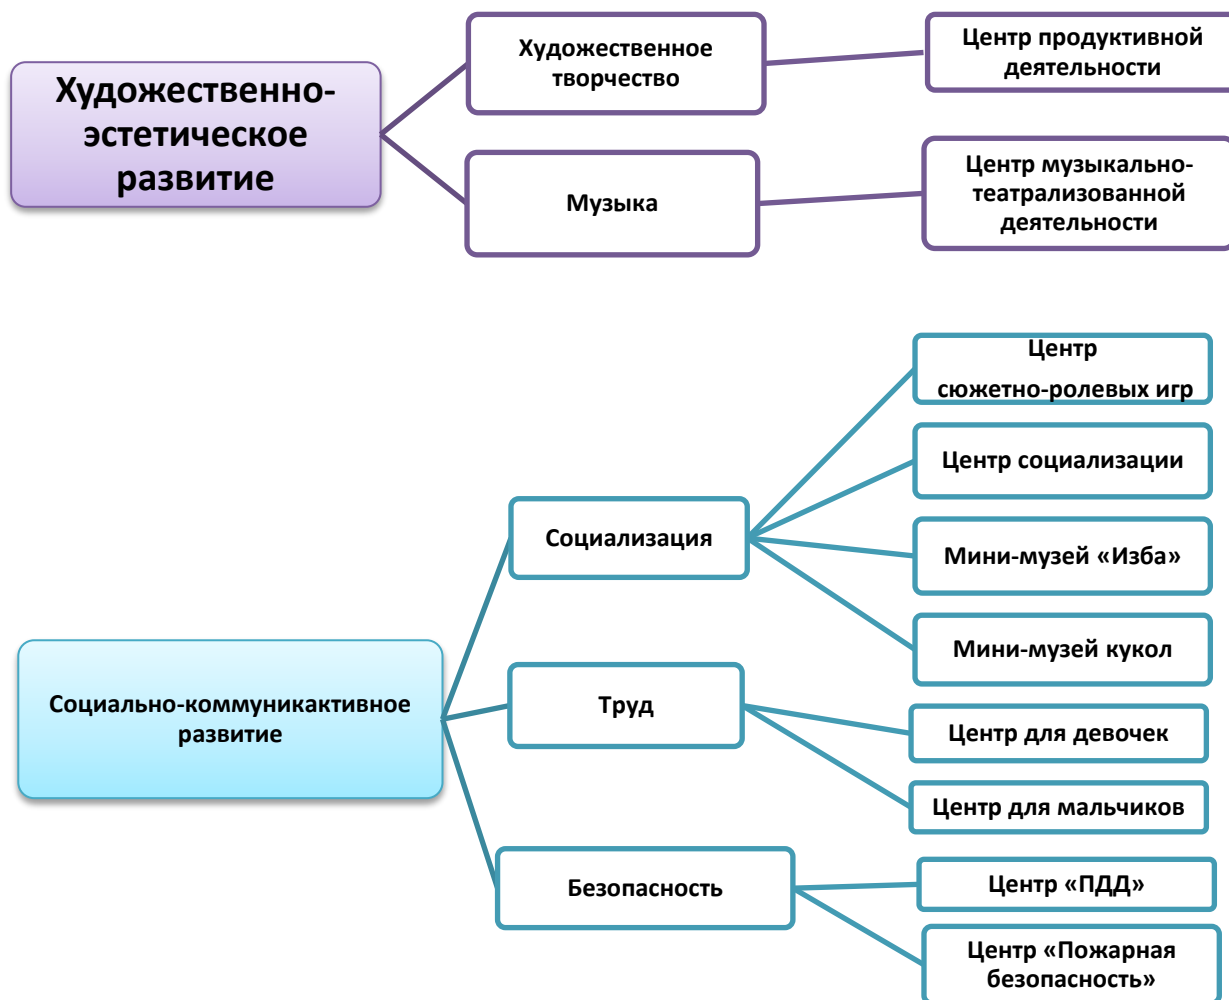 Художественно-
эстетическое
развитие
Художественное
творчество
Центр продуктивной
деятельности
Музыка
Центр музыкально-
театрализованной
деятельности
Социально-коммуникактивное
развитие
Социализация
Центр
сюжетно-ролевых игр
Центр социализации
Мини-музей «Изба»
Мини-музей кукол
Труд
Центр для девочек
Центр для мальчиков
Безопасность
Центр «ПДД»
Центр «Пожарная
безопасность»